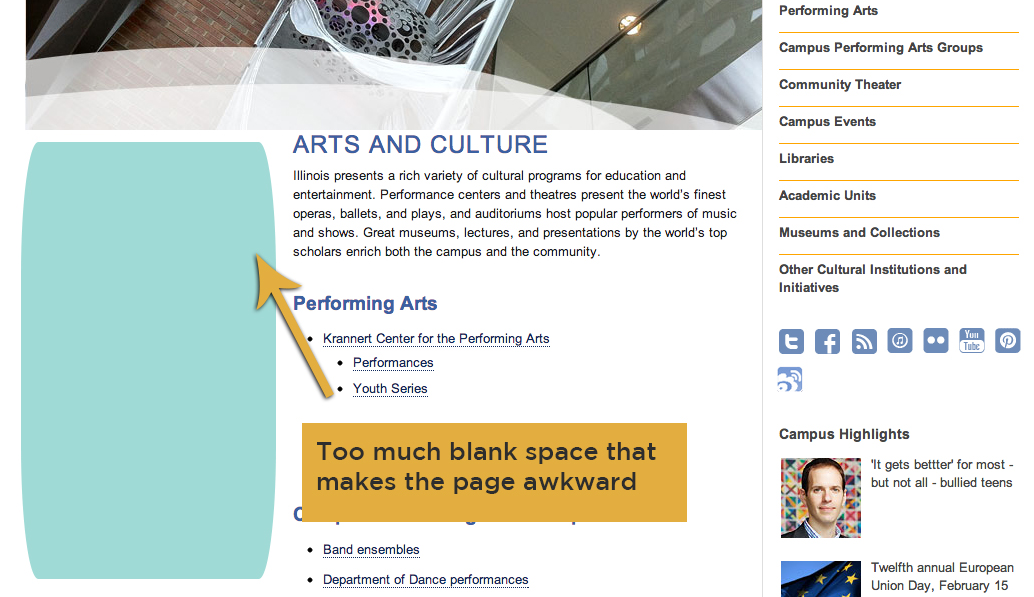 ARTS AND CULTURE
Illinois presents a rich variety of cultural programs for education and
entertainment. Performance centers and theatres present the world's finest
operas, ballets, and plays, and auditoriums host popular performers of music
and shows. Great museums, lectures, and presentations by the world's top
scholars enrich both the campus and the community.
Performing Arts
Krannert Center for the Performing Arts
Performances
Youth Series
Too much blank space that
makes the page awkward
Band ensembles
Department of Dance performances
Performing Arts
Campus Performing Arts Groups
Community Theater
Campus Events
Libraries
Academic Units
Museums and Collections
Other Cultural Institutions and
Initiatives
You
Tube
Campus Highlights
'It gets bettter' for most -
but not all - bullied teens
Twelfth annual European
Union Day, February 15